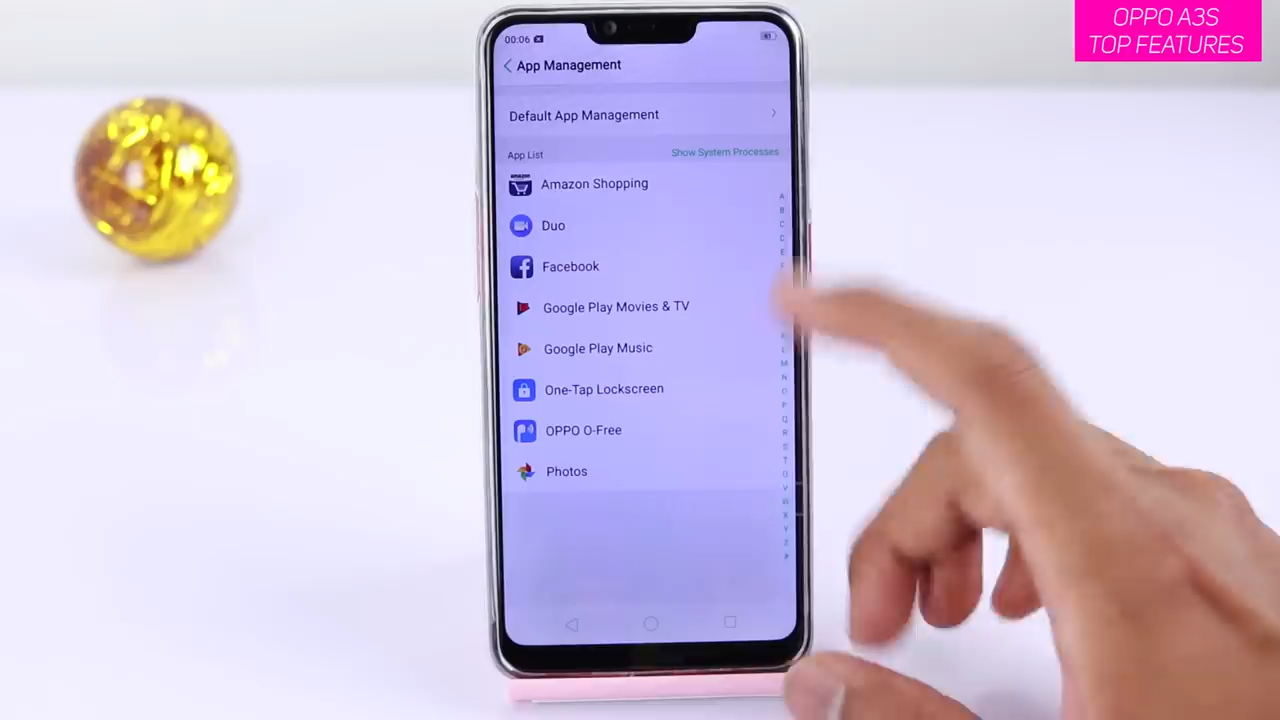 OPPO A3S
TOP FEATURES
00:06
App Management
Default App Management
App List
Show System Processes
amazon
Amazon Shopping
Duo
Facebook
Google Play Movies & TV
Google Play Music
One-Tap Lockscreen
OPPO O-Free
Photos
A
B
C
D
E
L
M
N
O
P
Q
R
S
T
U
V
W
X
Y
Z
#